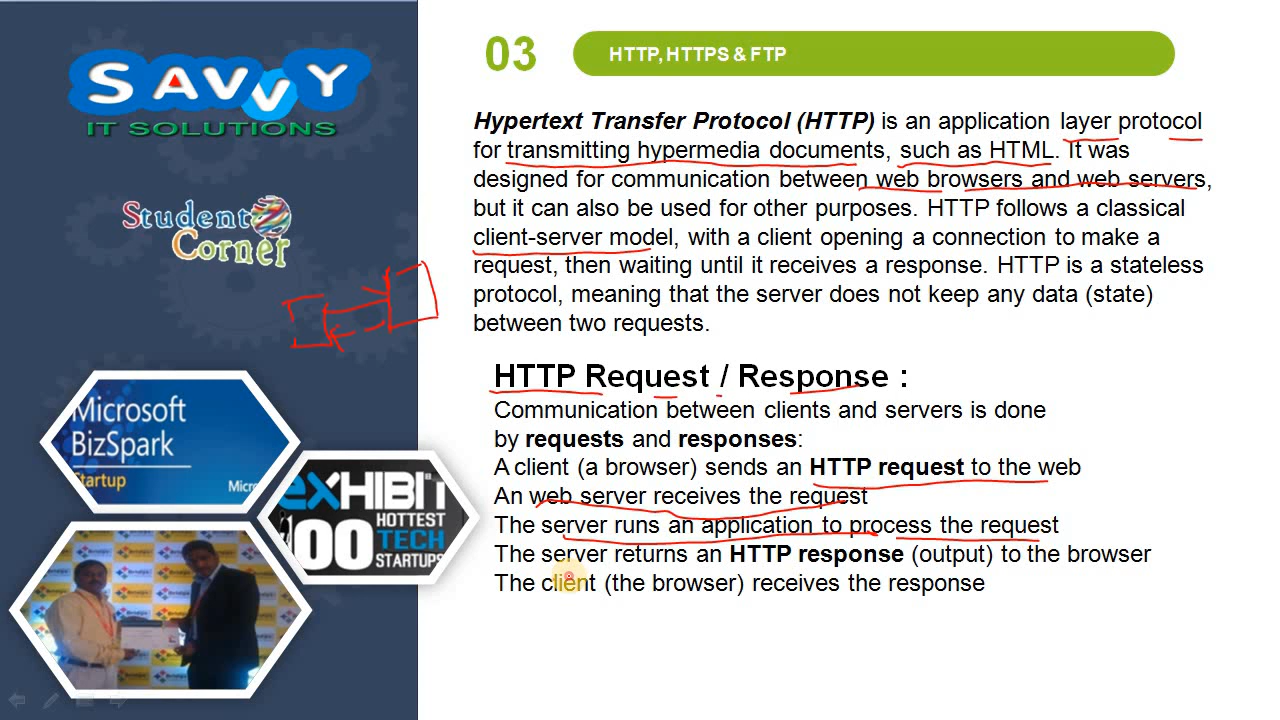 SAVVY
IT SOLUTIONS
Student
Corner
Microsoft
BizSpark
Startup
Micro
eXHIBIT
100 HOTTEST
TECH
STARTUPS
03
HTTP, HTTPS & FTP
Hypertext Transfer Protocol (HTTP) is an application layer protocol
for transmitting hypermedia documents, such as HTML. It was
designed for communication between web browsers and web servers,
but it can also be used for other purposes. HTTP follows a classical
client-server model, with a client opening a connection to make a
request, then waiting until it receives a response. HTTP is a stateless
protocol, meaning that the server does not keep any data (state)
between two requests.
HTTP Request / Response :
Communication between clients and servers is done
by requests and responses:
A client (a browser) sends an HTTP request to the web
An web server receives the request
The server runs an application to process the request
The server returns an HTTP response (output) to the browser
The client (the browser) receives the response